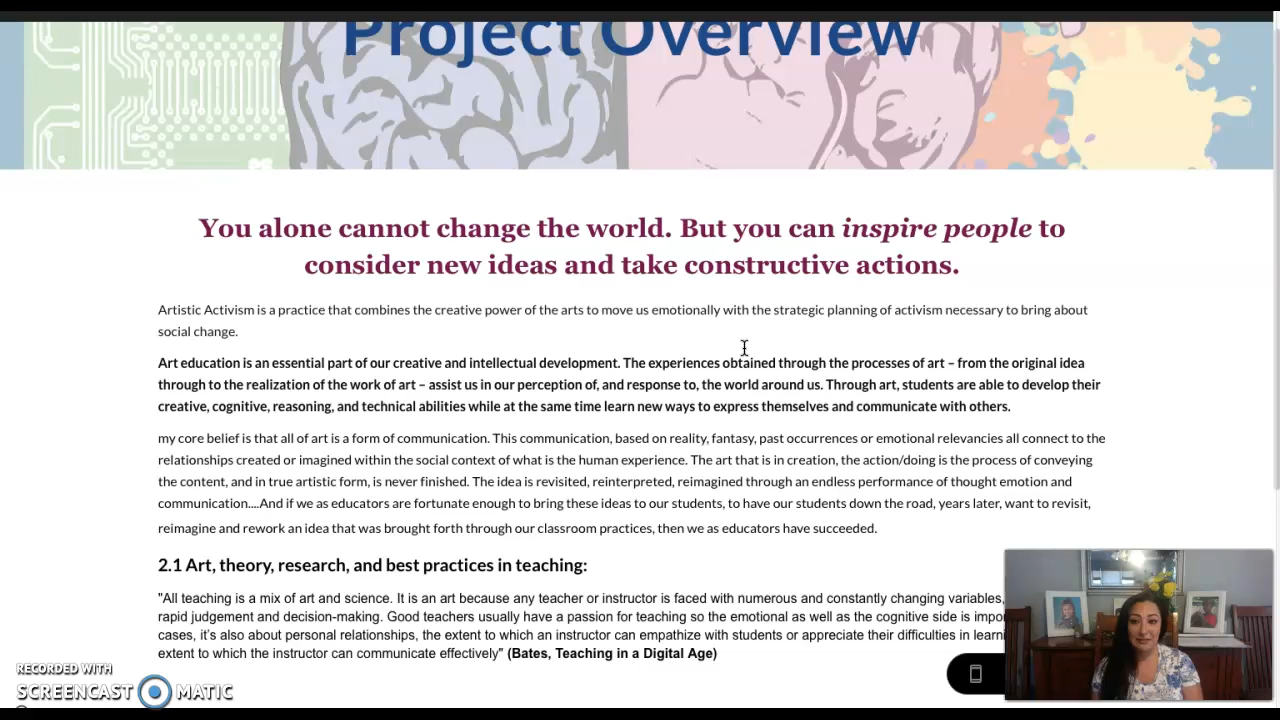 Project Overview
You alone cannot change the world. But you can inspire people to
consider new ideas and take constructive actions.
Artistic Activism is a practice that combines the creative power of the arts to move us emotionally with the strategic planning of activism necessary to bring about
social change.
Art education is an essential part of our creative and intellectual development. The experiences obtained through the processes of art – from the original idea
through to the realization of the work of art – assist us in our perception of, and response to, the world around us. Through art, students are able to develop their
creative, cognitive, reasoning, and technical abilities while at the same time learn new ways to express themselves and communicate with others.
my core belief is that all of art is a form of communication. This communication, based on reality, fantasy, past occurrences or emotional relevancies all connect to the
relationships created or imagined within the social context of what is the human experience. The art that is in creation, the action/doing is the process of conveying
the content, and in true artistic form, is never finished. The idea is revisited, reinterpreted, reimagined through an endless performance of thought emotion and
communication....And if we as educators are fortunate enough to bring these ideas to our students, to have our students down the road, years later, want to revisit,
reimagine and rework an idea that was brought forth through our classroom practices, then we as educators have succeeded.
2.1 Art, theory, research, and best practices in teaching:
"All teaching is a mix of art and science. It is an art because any teacher or instructor is faced with numerous and constantly changing variables,
rapid judgement and decision-making. Good teachers usually have a passion for teaching so the emotional as well as the cognitive side is
cases, it's also about personal relationships, the extent to which an instructor can empathize with students or appreciate their difficulties in
extent to which the instructor can communicate effectively" (Bates, Teaching in a Digital Age)
RECORDED WITH
SCREENCAST MATIC